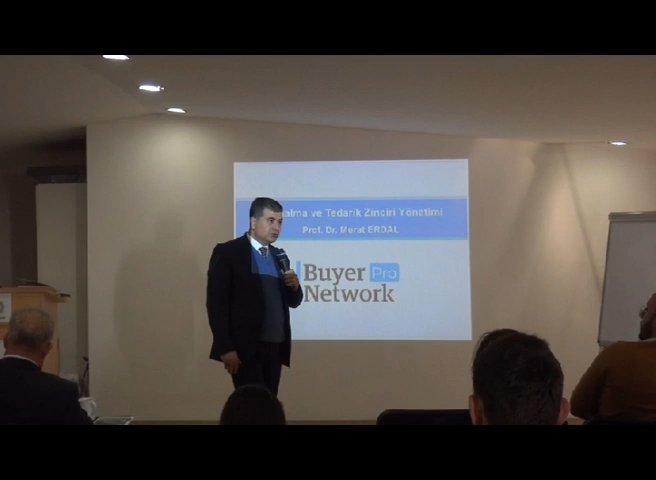 alma ve Tedarik Zinciri Yönetimi
Prof. Dr. Murat ERDAL
Buyer Pro
Network